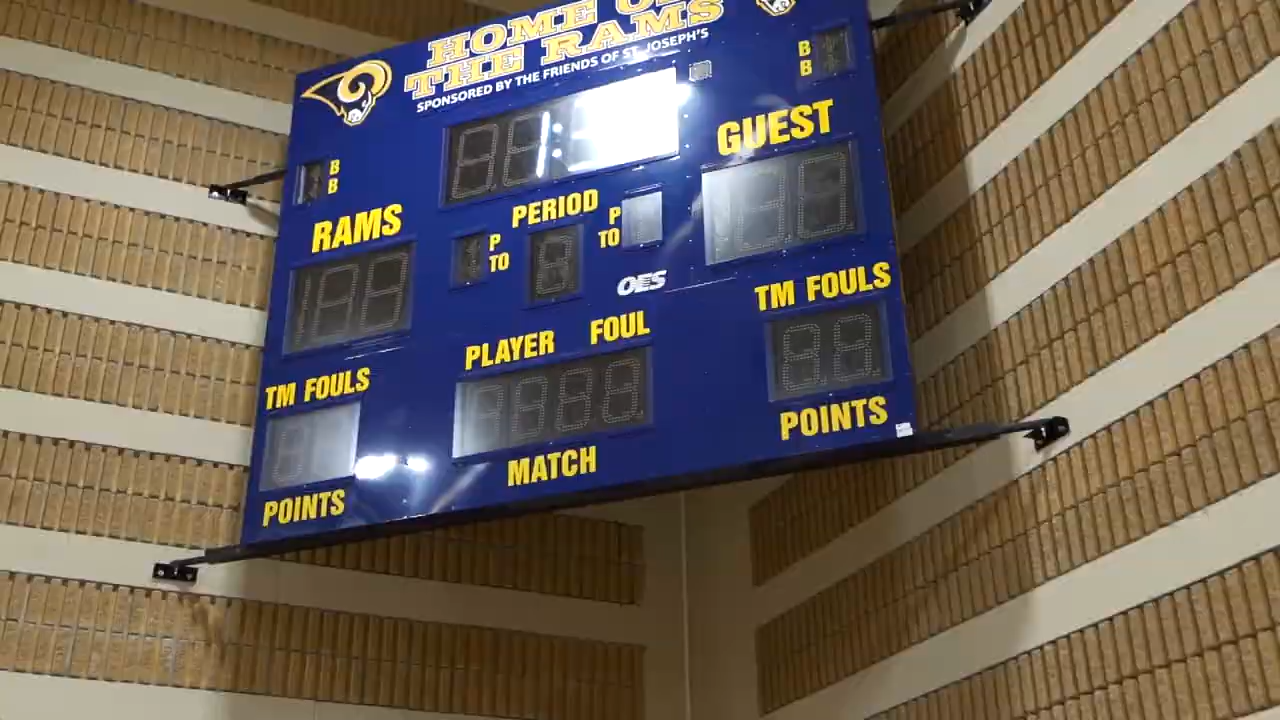 HOME OF
THE RAMS
SPONSORED BY THE FRIENDS OF ST. JOSEPH'S
B
B
B
B
GUEST
RAMS
PERIOD
P
TO
P
TO
OES
TM FOULS
PLAYER FOUL
TM FOULS
POINTS
MATCH
POINTS